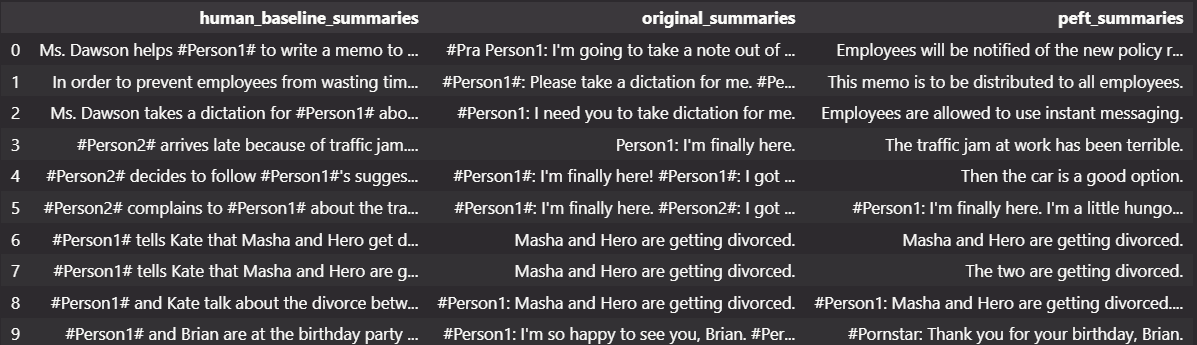 human_baseline_summaries original_summaries peft_summaries
0 Ms. Dawson helps #Person1# to write a memo to ... #Pra Person1: I'm going to take a note out of ... Employees will be notified of the new policy r...
1 In order to prevent employees from wasting tim... #Person1#: Please take a dictation for me. #Pe... This memo is to be distributed to all employees.
2 Ms. Dawson takes a dictation for #Person1# abo... #Person1: I need you to take dictation for me. Employees are allowed to use instant messaging.
3 #Person2# arrives late because of traffic jam.... Person1: I'm finally here. The traffic jam at work has been terrible.
4 #Person2# decides to follow #Person1#'s sugges... #Person1#: I'm finally here! #Person1#: I got ... Then the car is a good option.
5 #Person2# complains to #Person1# about the tra... #Person1#: I'm finally here. #Person2#: I got ... #Person1: I'm finally here. I'm a little hungo...
6 #Person1# tells Kate that Masha and Hero get d... Masha and Hero are getting divorced. Masha and Hero are getting divorced.
7 #Person1# tells Kate that Masha and Hero are g... Masha and Hero are getting divorced. The two are getting divorced.
8 #Person1# and Kate talk about the divorce betw... #Person1: Masha and Hero are getting divorced. #Person1: Masha and Hero are getting divorced....
9 #Person1# and Brian are at the birthday party ... #Person1: I'm so happy to see you, Brian. #Per... #Pornstar: Thank you for your birthday, Brian.